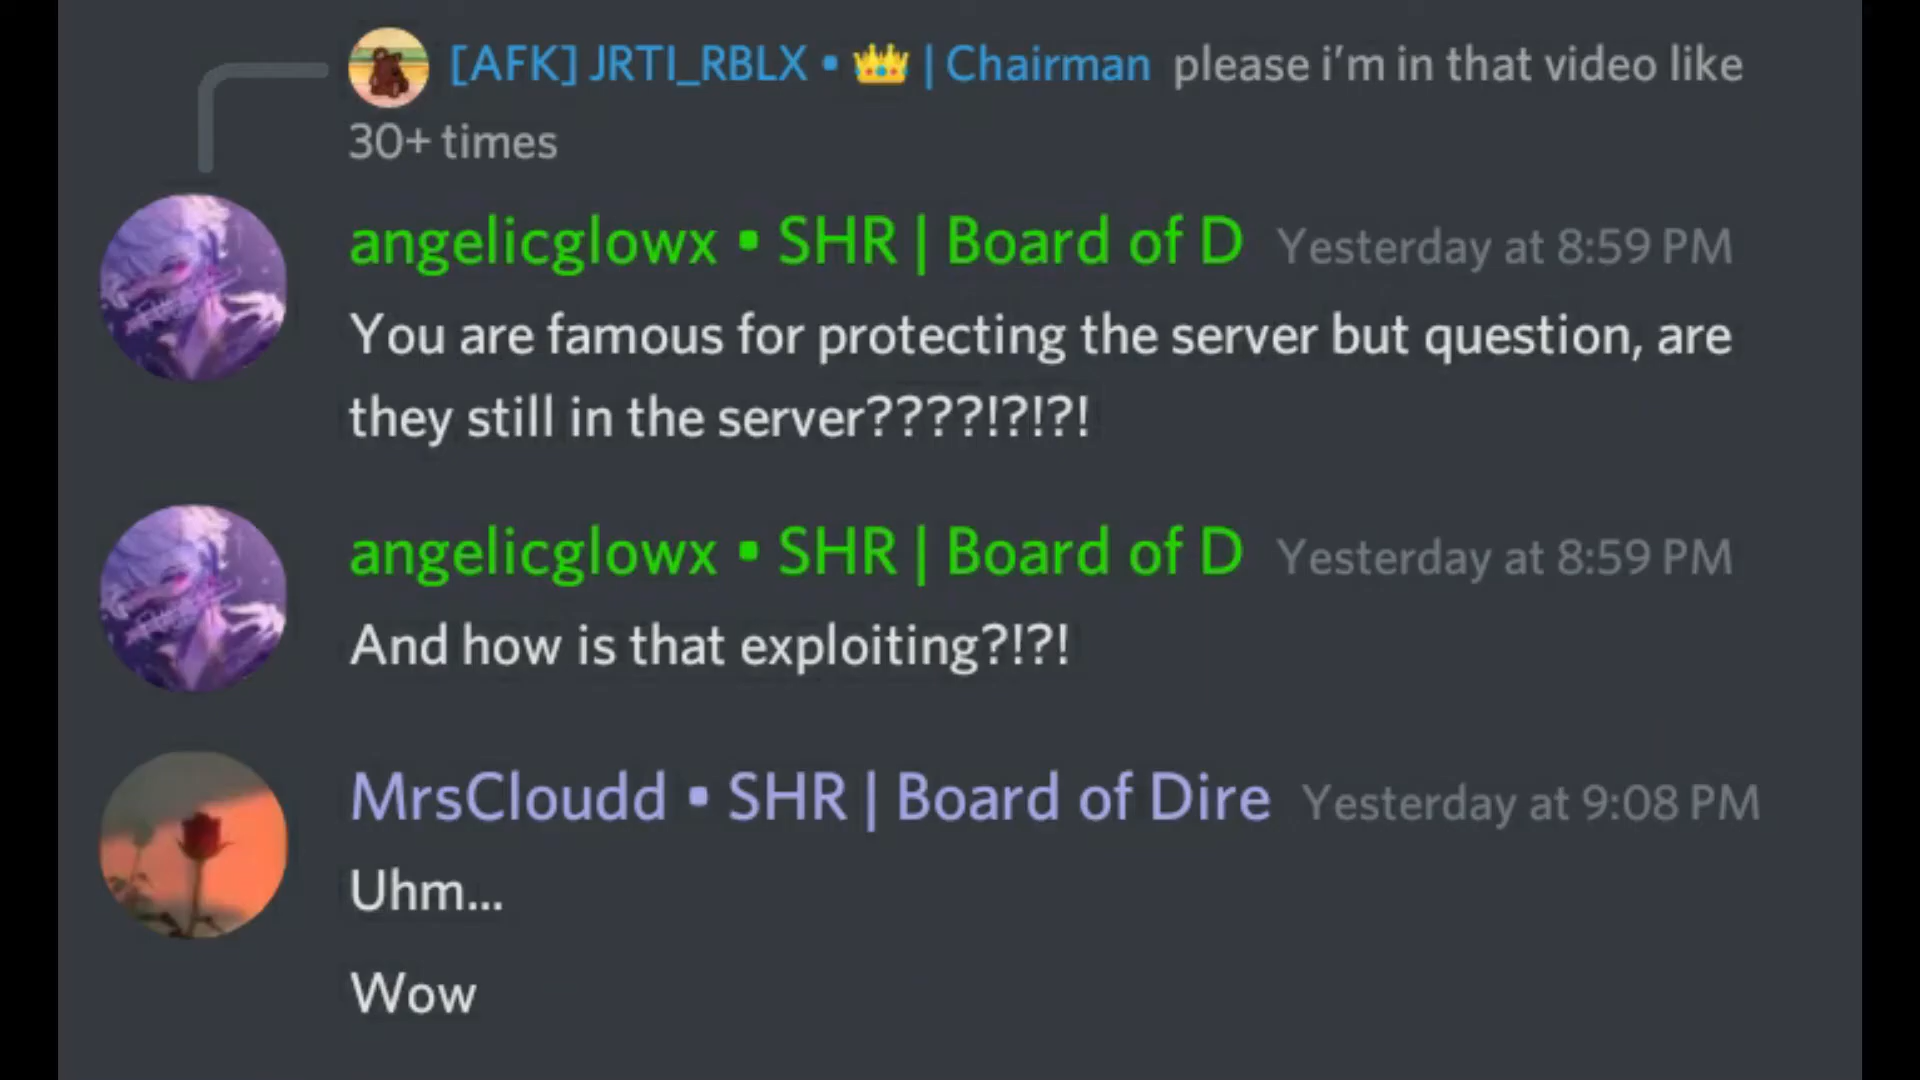 [AFK] JRTI_RBLX • 👑 | Chairman please i'm in that video like
30+ times
angelicglowx ▪ SHR | Board of D Yesterday at 8:59 PM
You are famous for protecting the server but question, are
they still in the server????!?!?!
angelicglowx ▪ SHR | Board of D Yesterday at 8:59 PM
And how is that exploiting?!?!
MrsCloudd ▪ SHR | Board of Dire Yesterday at 9:08 PM
Uhm...
Wow